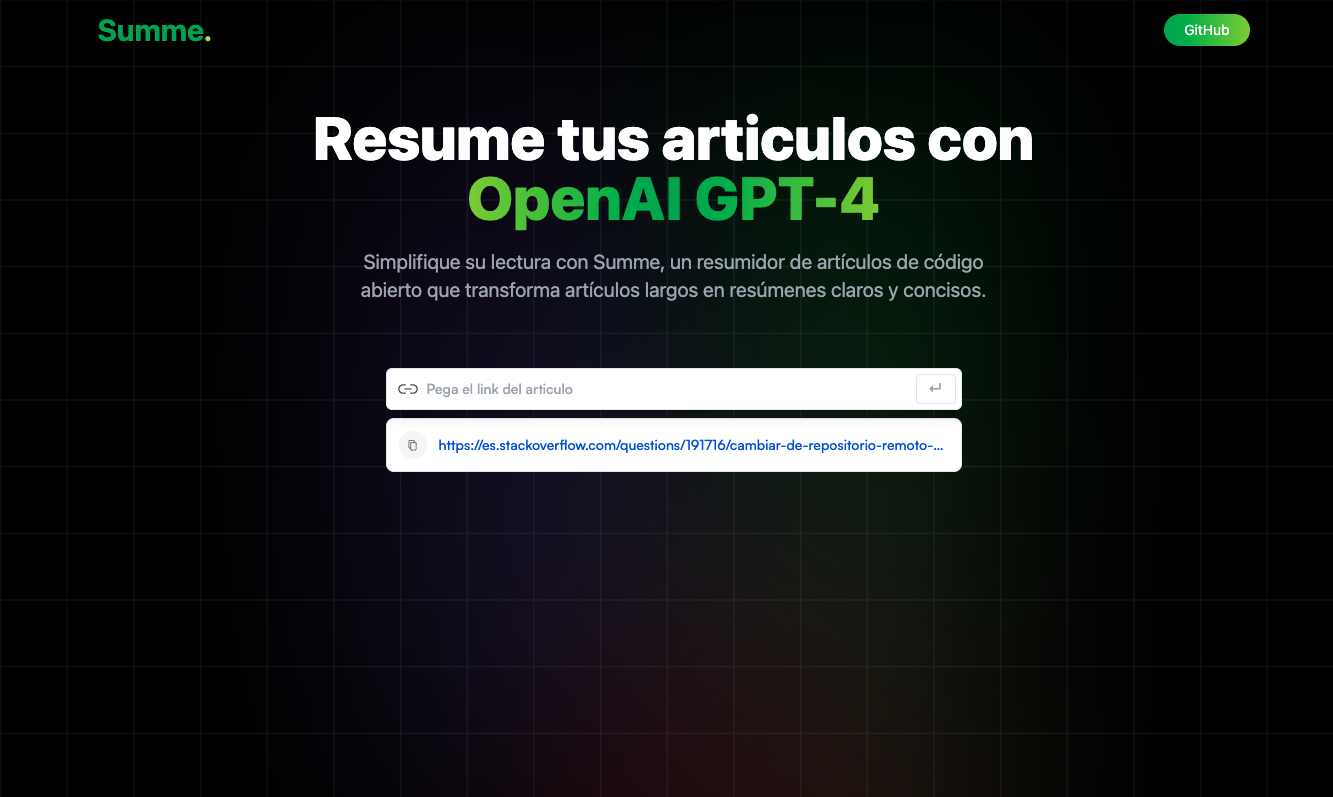 Summe.
GitHub
Resume tus articulos con
OpenAI GPT-4
Simplifique su lectura con Summe, un resumidor de artículos de código
abierto que transforma artículos largos en resúmenes claros y concisos.
Pega el link del articulo
https://es.stackoverflow.com/questions/191716/cambiar-de-repositorio-remoto-...